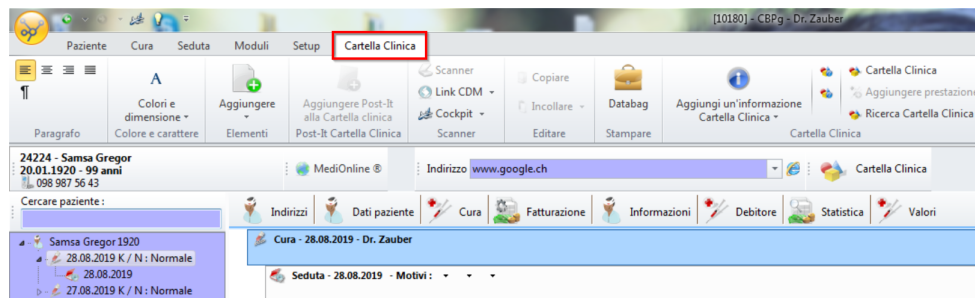 [10180] - CBPg - Dr. Zauber
Paziente Cura Seduta Moduli Setup Cartella Clinica
A
Colori e
dimensione
Colore e carattere
¶
Paragrafo
Aggiungere
Elementi
Aggiungere Post-It
alla Cartella clinica
Post-It Cartella Clinica
Scanner
Link CDM
Cockpit
Scanner
Copiare
Incollare
Editare
Databag
Stampare
Aggiungi un'informazione
Cartella Clinica
Cartella Clinica
Aggiungere prestazione
Ricerca Cartella Clinica
Cartella Clinica
24224 - Samsa Gregor
20.01.1920 - 99 anni
098 987 56 43
MediOnline ®
Indirizzo www.google.ch
Cartella Clinica
Cercare paziente :
Indirizzi Dati paziente Cura Fatturazione Informazioni Debitore Statistica Valori
Samsa Gregor 1920
28.08.2019 K / N : Normale
28.08.2019
27.08.2019 K / N : Normale
Cura - 28.08.2019 - Dr. Zauber
Seduta - 28.08.2019 - Motivi :